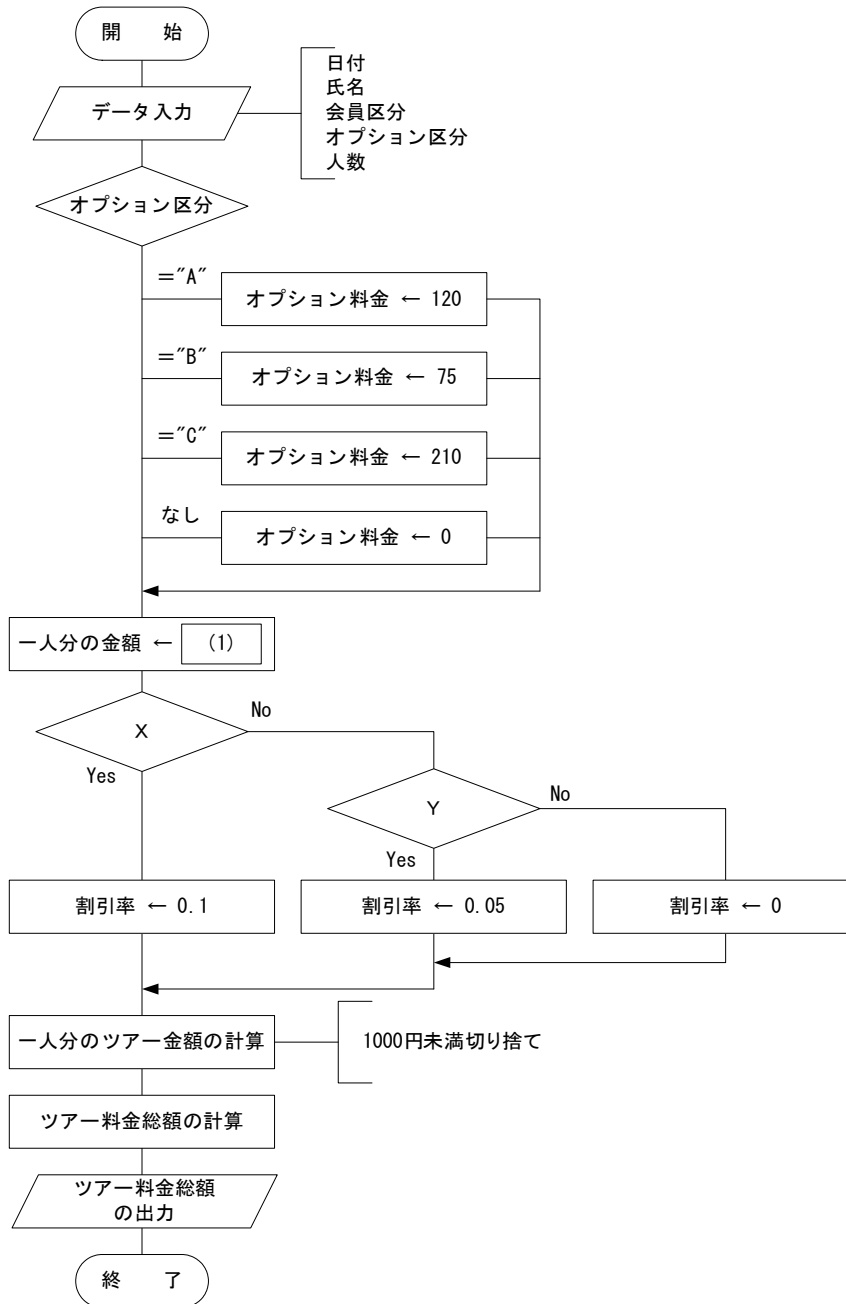 開　始
データ入力
日付
氏名
会員区分
オプション区分
人数
オプション区分
="A"
オプション料金 ← 120
="B"
オプション料金 ← 75
="C"
オプション料金 ← 210
なし
オプション料金 ← 0
一人分の金額 ← (1)
X
No
Yes
Y
No
Yes
割引率 ← 0.1
割引率 ← 0.05
割引率 ← 0
一人分のツアー金額の計算
1000円未満切り捨て
ツアー料金総額の計算
ツアー料金総額
の出力
終　了